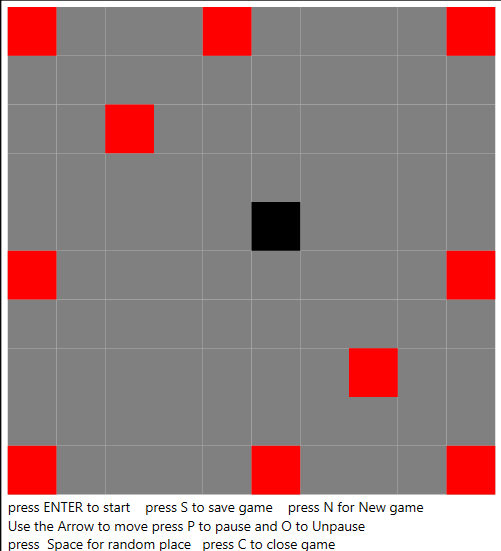 press ENTER to start    press S to save game    press N for New game
Use the Arrow to move press P to pause and O to Unpause
press  Space for random place   press C to close game